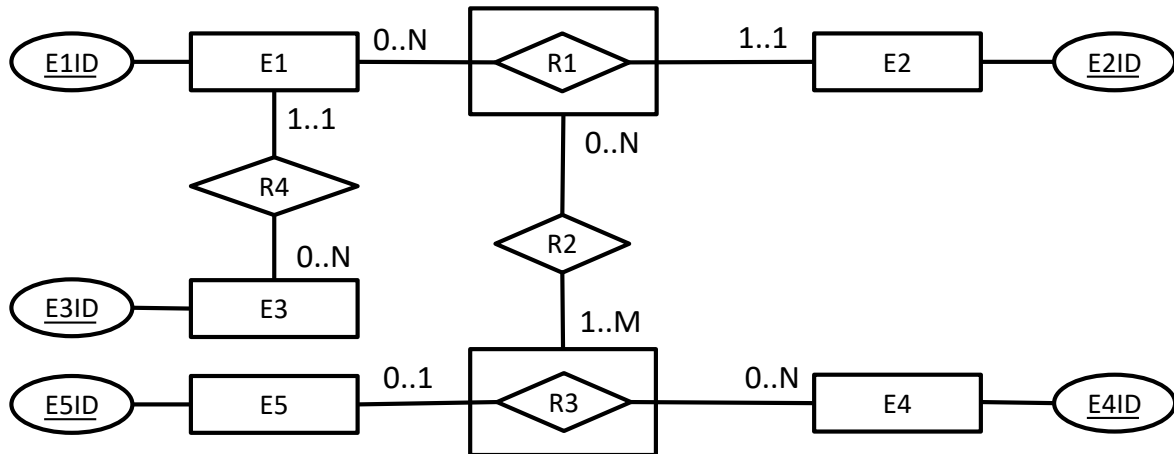 0..N
1..1
E1ID
E1
R1
E2
E2ID
1..1
0..N
R4
R2
0..N
E3ID
E3
1..M
0..1
0..N
E5ID
E5
R3
E4
E4ID